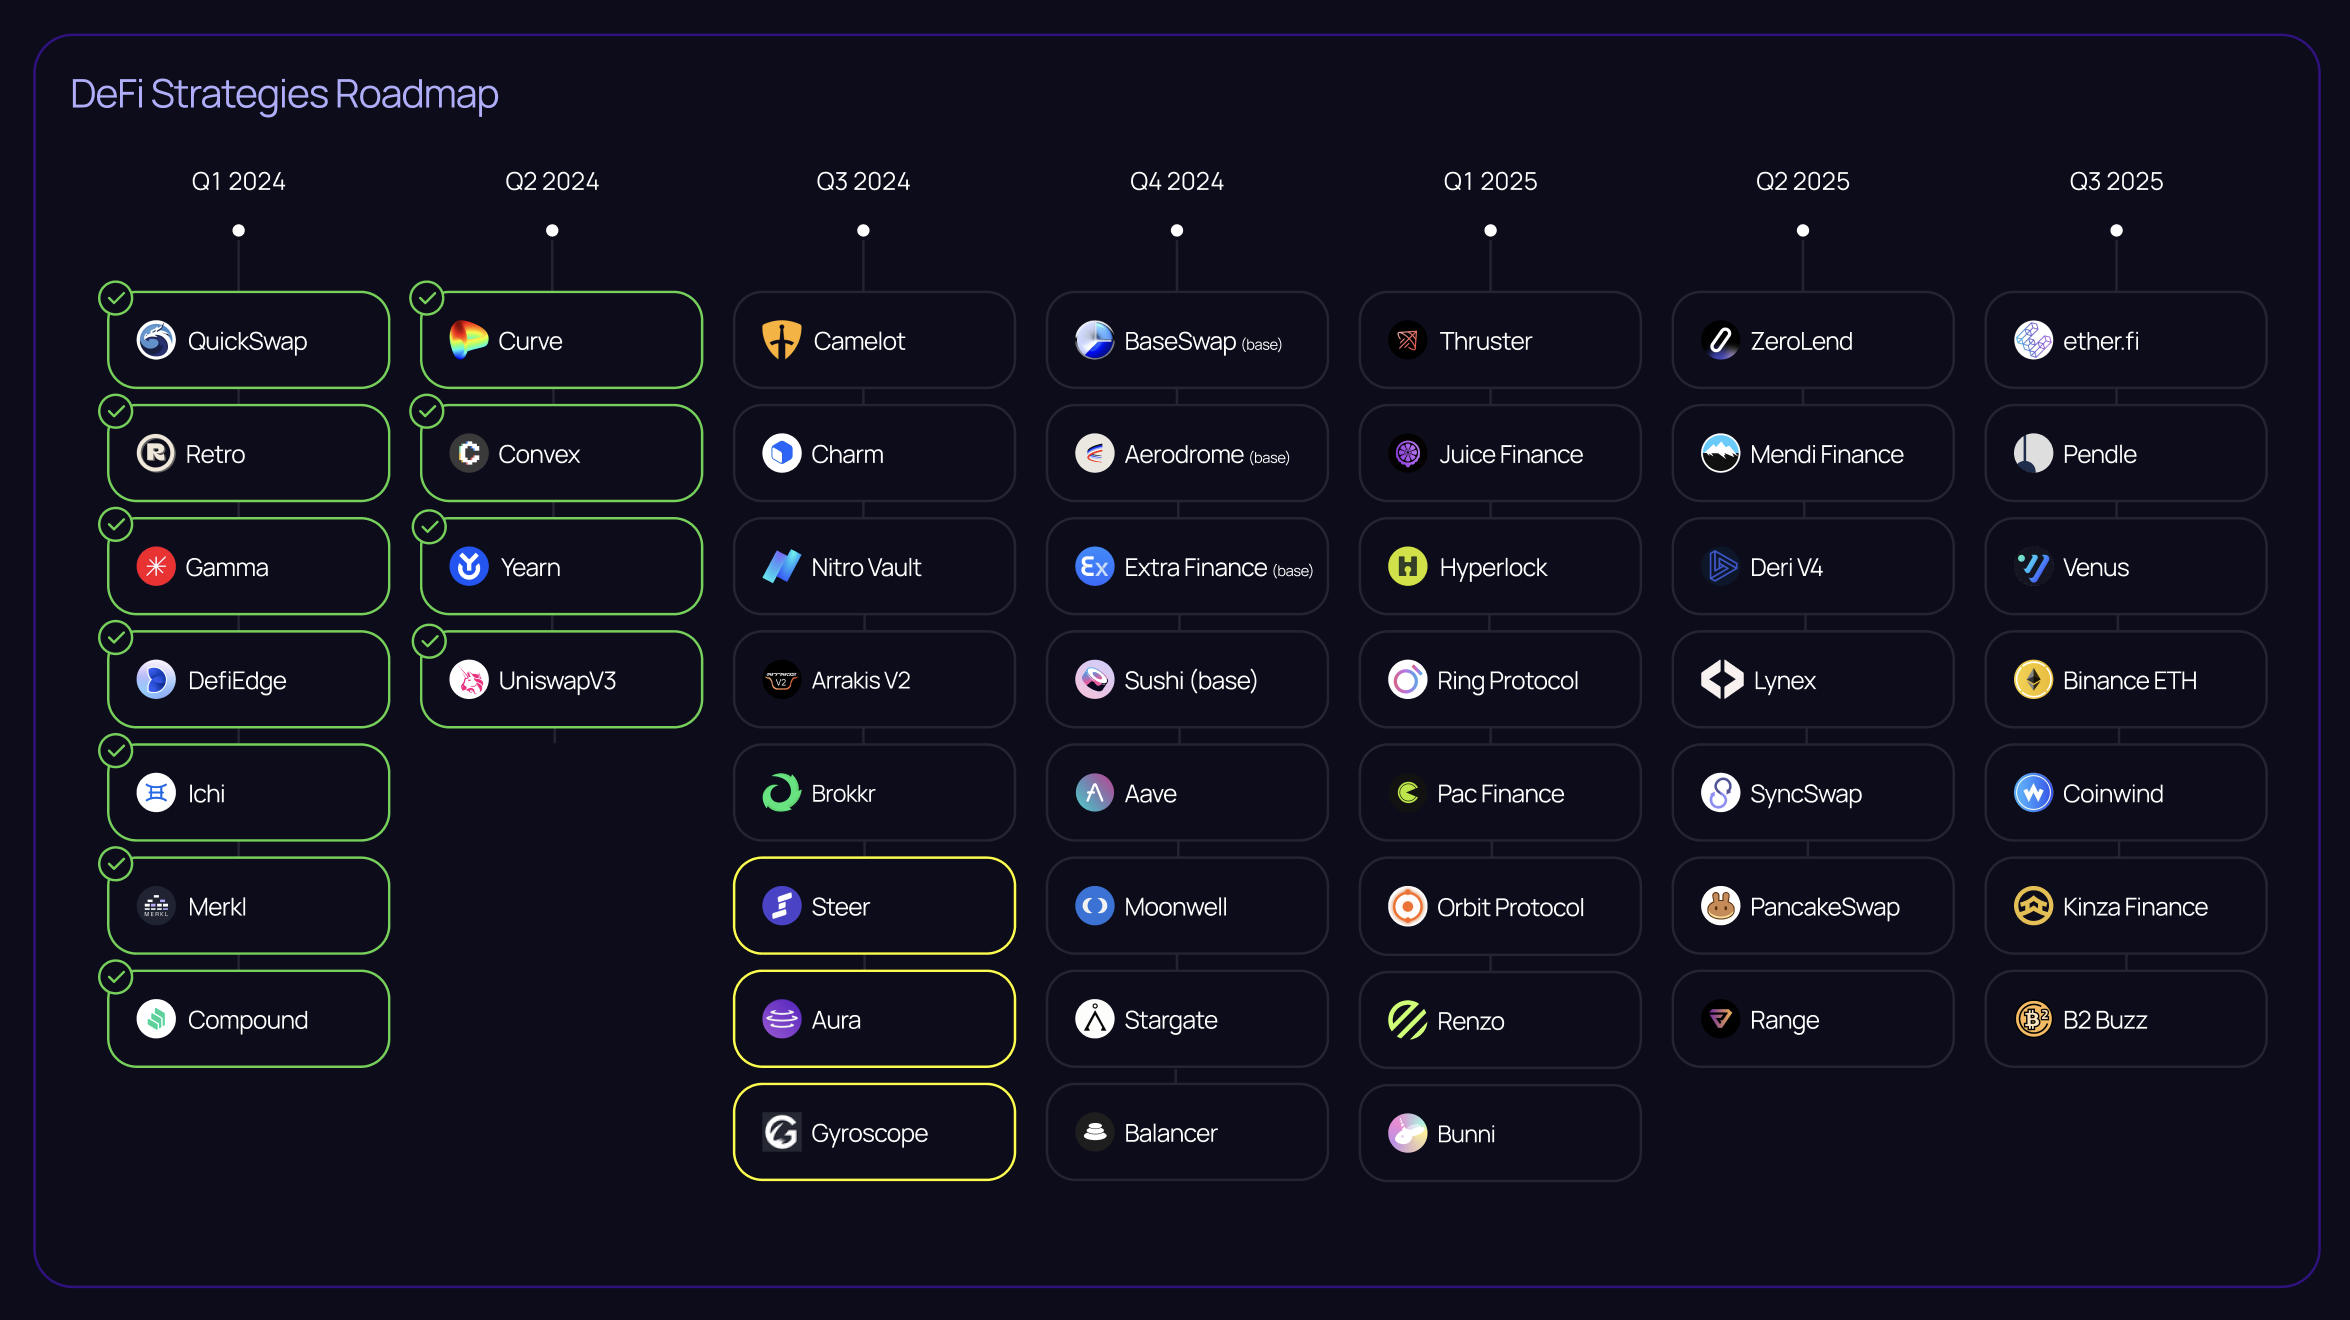 DeFi Strategies Roadmap
Q1 2024
QuickSwap
Retro
Gamma
DefiEdge
Ichi
MERKL
Merkl
Compound
Q2 2024
Curve
Convex
Yearn
UniswapV3
Q3 2024
Camelot
Charm
Nitro Vault
ARRAKIS
V2
Arrakis V2
Brokkr
Steer
Aura
Gyroscope
Q4 2024
BaseSwap (base)
Aerodrome (base)
Ex
Extra Finance (base)
Sushi (base)
Aave
Moonwell
Stargate
Balancer
Q1 2025
Thruster
Juice Finance
H
Hyperlock
Ring Protocol
Pac Finance
Orbit Protocol
Renzo
Bunni
Q2 2025
ZeroLend
Mendi Finance
Deri V4
Lynex
SyncSwap
PancakeSwap
Range
Q3 2025
ether.fi
Pendle
Venus
Binance ETH
Coinwind
Kinza Finance
B2 Buzz